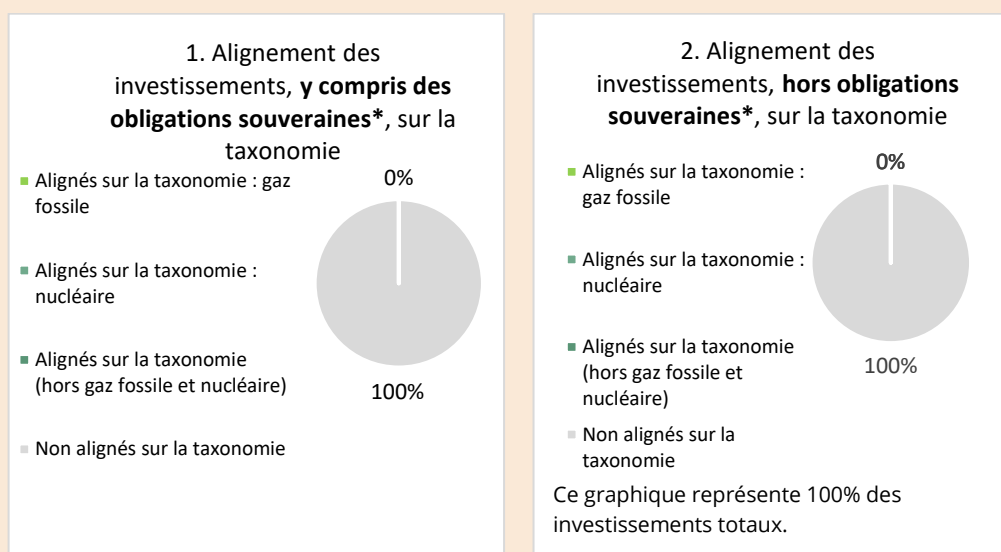 1. Alignement des
investissements, y compris des
obligations souveraines*, sur la
taxonomie
Alignés sur la taxonomie : gaz
fossile
Alignés sur la taxonomie :
nucléaire
Alignés sur la taxonomie
(hors gaz fossile et nucléaire)
Non alignés sur la taxonomie
0%
100%
2. Alignement des
investissements, hors obligations
souveraines*, sur la taxonomie
Alignés sur la taxonomie :
gaz fossile
Alignés sur la taxonomie :
nucléaire
Alignés sur la taxonomie
(hors gaz fossile et
nucléaire)
Non alignés sur la
taxonomie
0%
100%
Ce graphique représente 100% des
investissements totaux.